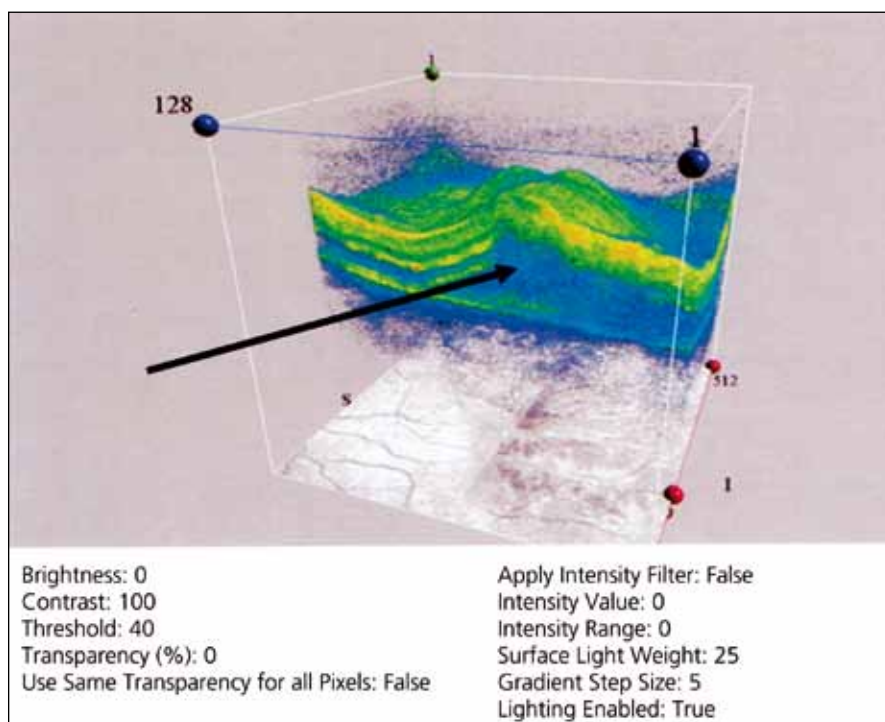 1
128
1
512
S
1
I
Brightness: 0
Contrast: 100
Threshold: 40
Transparency (%): 0
Use Same Transparency for all Pixels: False
Apply Intensity Filter: False
Intensity Value: 0
Intensity Range: 0
Surface Light Weight: 25
Gradient Step Size: 5
Lighting Enabled: True